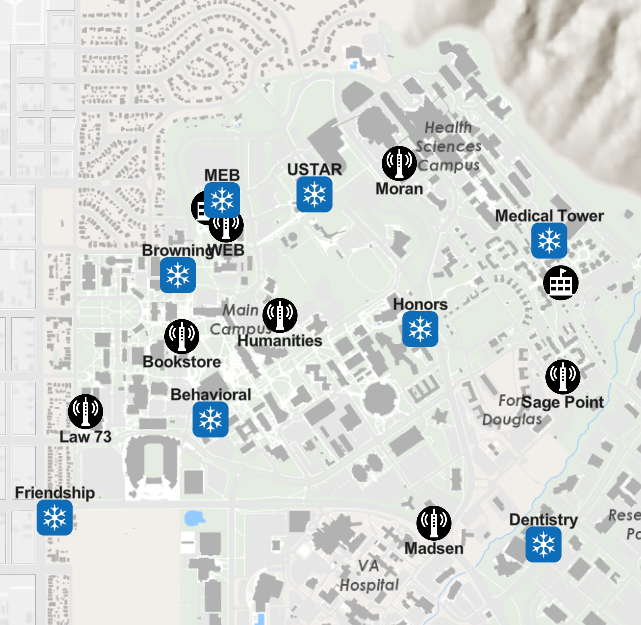 Health
Sciences
Campus
MEB
USTAR
Moran
Medical Tower
Browning
WEB
Honors
Main
Campus
Humanities
Bookstore
Behavioral
Fort
Douglas
Sage Point
Law 73
Friendship
Madsen
Dentistry
VA
Hospital